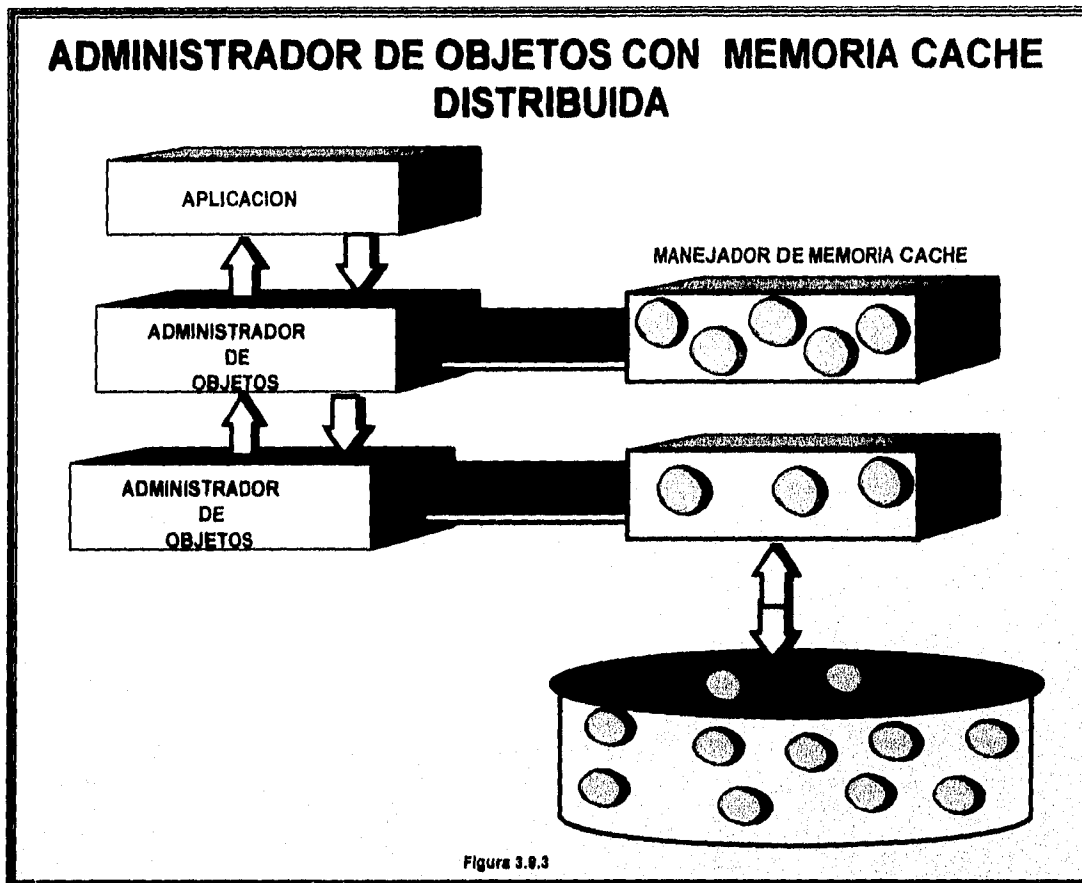 ADMINISTRADOR DE OBJETOS CON MEMORIA CACHE
DISTRIBUIDA
APLICACION
MANEJADOR DE MEMORIA CACHE
ADMINISTRADOR
DE
OBJETOS
ADMINISTRADOR
DE
OBJETOS
Figura 3.9.3